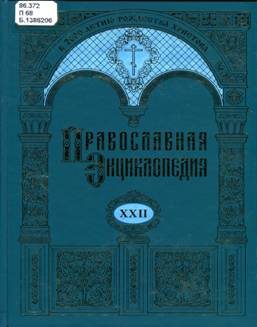 86.372
П 68
Б.1386206
К 2000-ЛЕТИЮ РОЖДЕСТВА ХРИСТОВА
ПРАВОСЛАВНАЯ
ЭНЦИКЛОПЕДИЯ
XXII